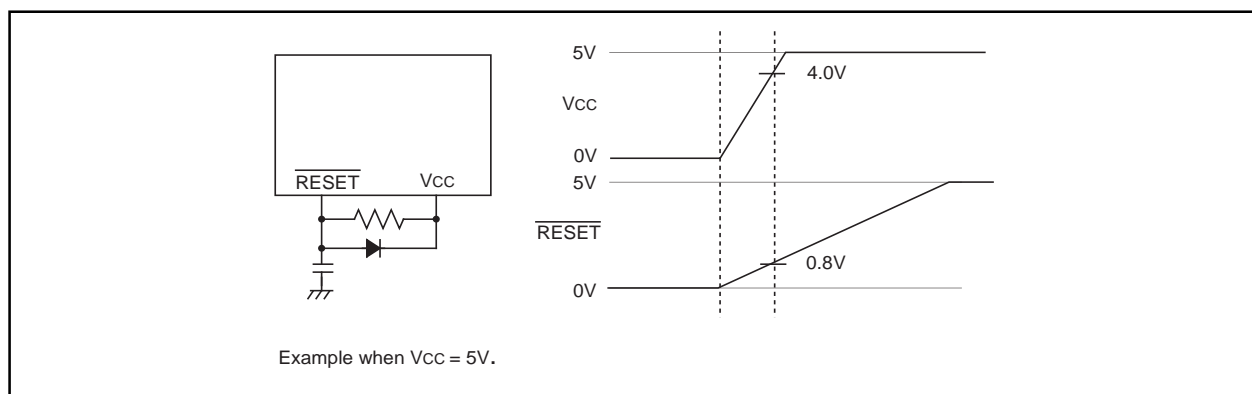 RESET VCC
5V
4.0V
VCC
0V
5V
RESET
0.8V
0V
Example when VCC = 5V.